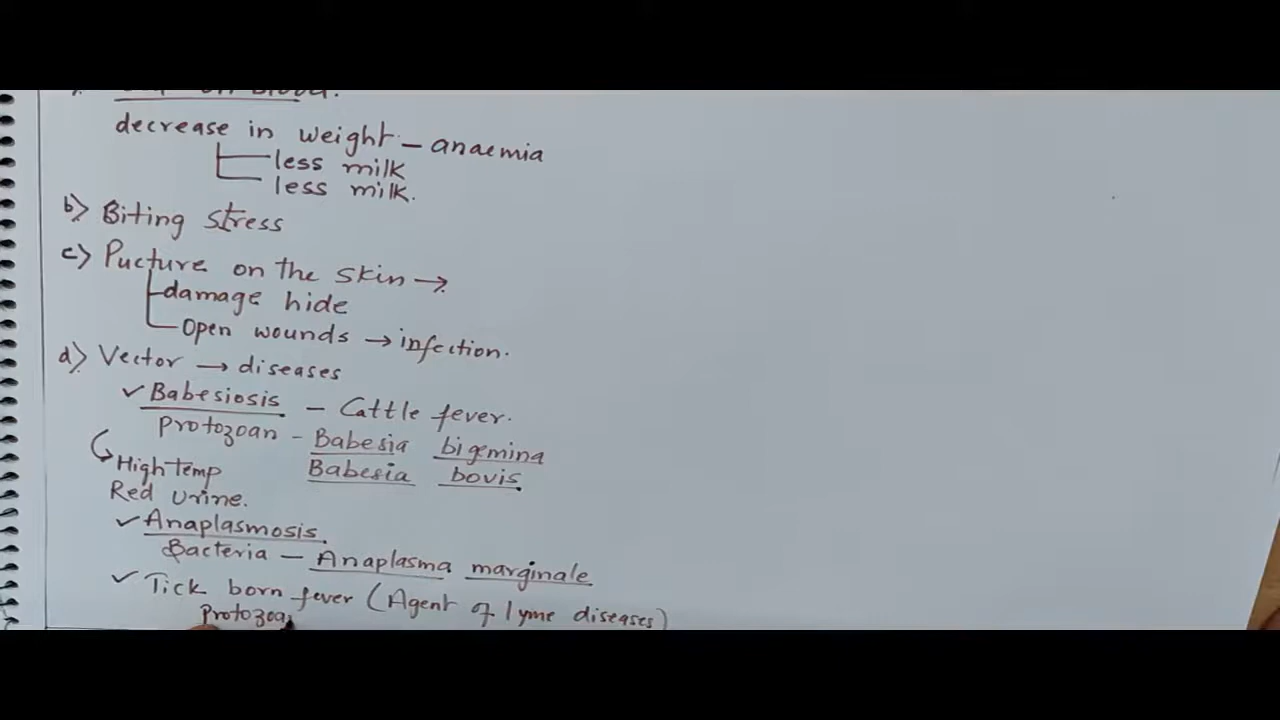 blood.
decrease in weight - anaemia
less milk
less milk.
b) Biting stress
c) Pucture on the skin →
damage hide
Open wounds → infection.
d) Vector → diseases
✓ Babesiosis - Cattle fever.
Protozoan - Babesia bigemina
High temp Babesia bovis.
Red Urine.
✓ Anaplasmosis.
Bacteria - Anaplasma marginale
✓ Tick born fever (Agent of lyme diseases)
Protozoa